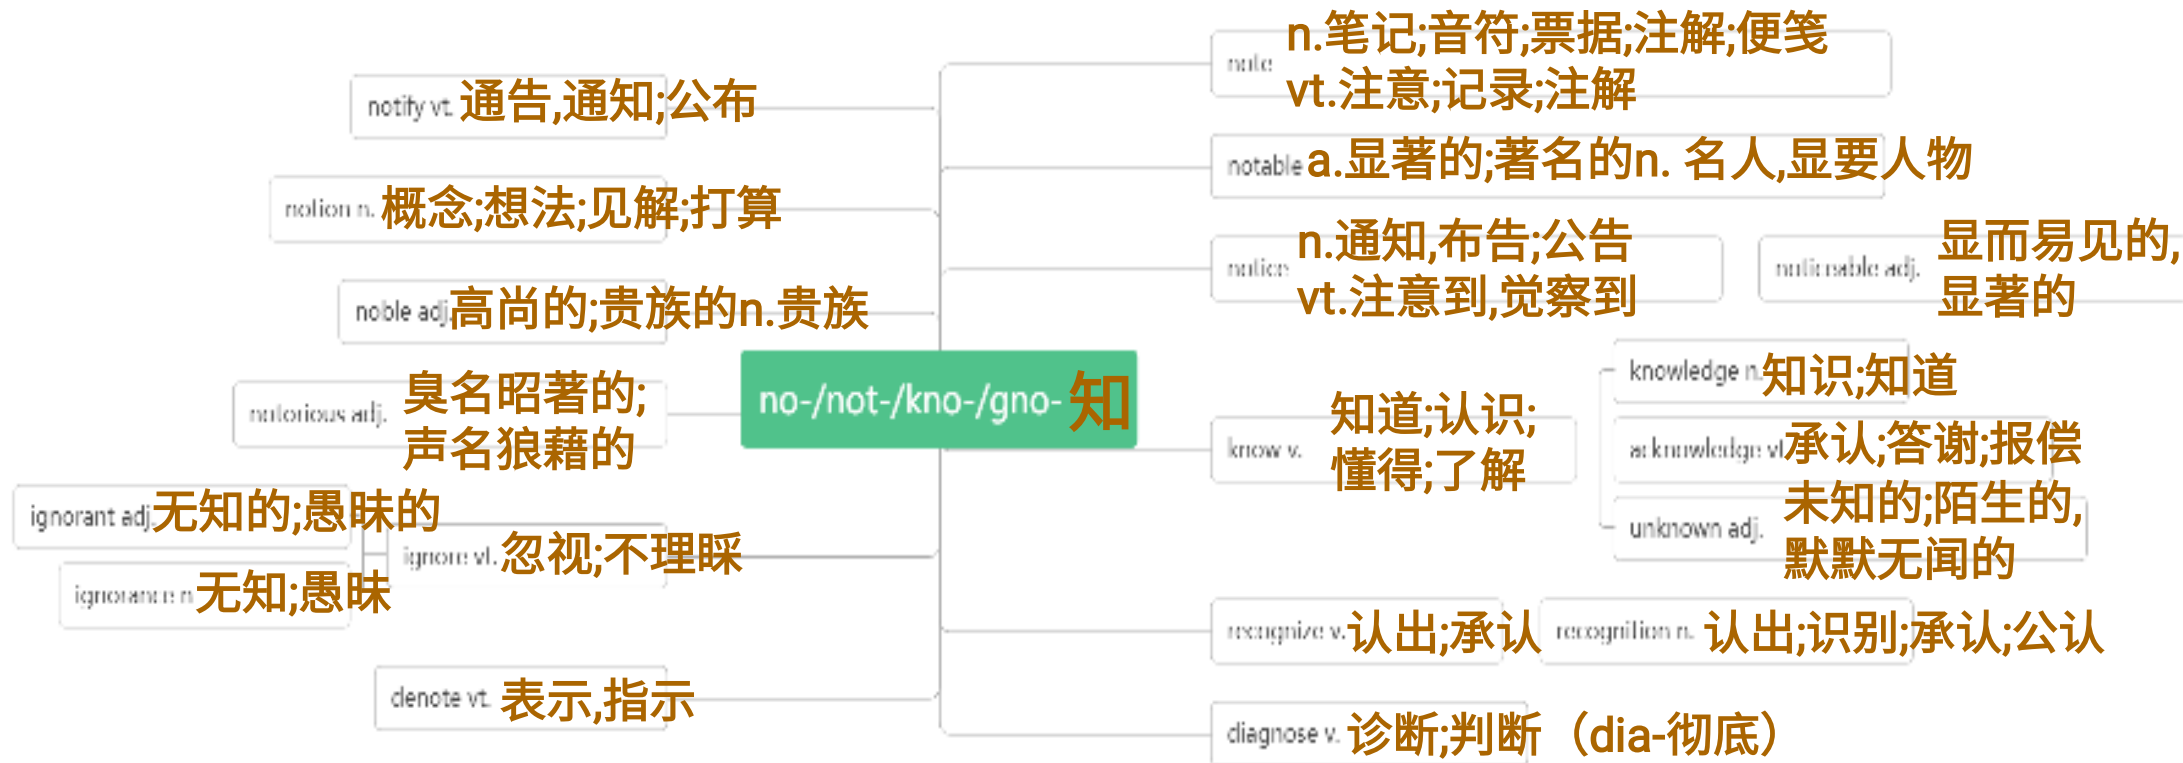 notify vt. 通告,通知;公布
notion n. 概念;想法;见解;打算
noble adj. 高尚的;贵族的n.贵族
notorious adj. 臭名昭著的;
声名狼藉的
ignorant adj. 无知的;愚昧的
ignore vt. 忽视;不理睬
ignorance n 无知;愚昧
denote vt. 表示,指示
no-/not-/kno-/gno- 知
note n.笔记;音符;票据;注解;便笺
vt.注意;记录;注解
notable a.显著的;著名的n. 名人,显要人物
notice n.通知,布告;公告
vt.注意到,觉察到
noticeable adj. 显而易见的,
显著的
know v. 知道;认识;
懂得;了解
knowledge n. 知识;知道
acknowledge vt 承认;答谢;报偿
unknown adj. 未知的;陌生的,
默默无闻的
recognize v. 认出;承认
recognition n. 认出;识别;承认;公认
diagnose v. 诊断;判断（dia-彻底）